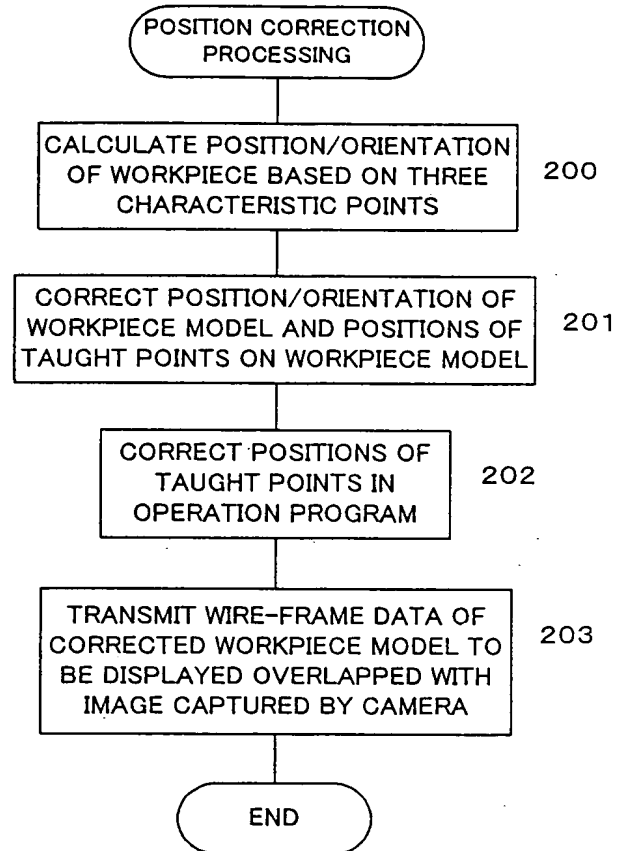 POSITION CORRECTION
PROCESSING
CALCULATE POSITION/ORIENTATION
OF WORKPIECE BASED ON THREE
CHARACTERISTIC POINTS
200
CORRECT POSITION/ORIENTATION OF
WORKPIECE MODEL AND POSITIONS OF
TAUGHT POINTS ON WORKPIECE MODEL
201
CORRECT POSITIONS OF
TAUGHT POINTS IN
OPERATION PROGRAM
202
TRANSMIT WIRE-FRAME DATA OF
CORRECTED WORKPIECE MODEL TO
BE DISPLAYED OVERLAPPED WITH
IMAGE CAPTURED BY CAMERA
203
END